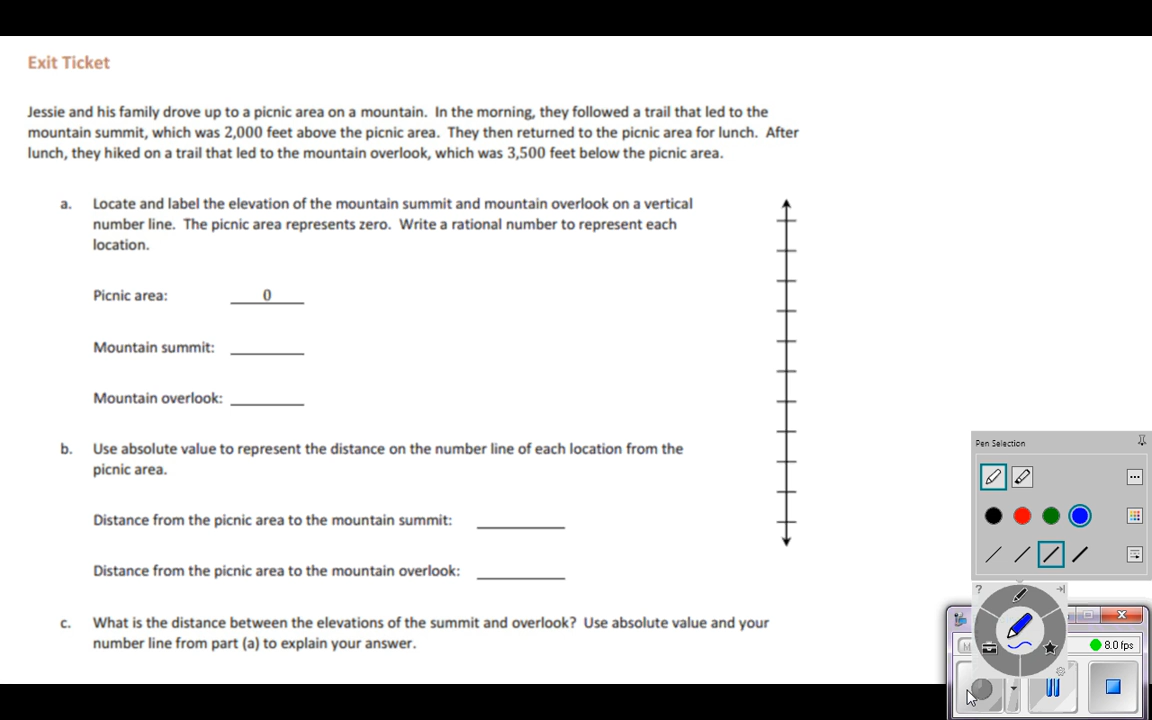 Exit Ticket
Jessie and his family drove up to a picnic area on a mountain. In the morning, they followed a trail that led to the
mountain summit, which was 2,000 feet above the picnic area. They then returned to the picnic area for lunch. After
lunch, they hiked on a trail that led to the mountain overlook, which was 3,500 feet below the picnic area.
a. Locate and label the elevation of the mountain summit and mountain overlook on a vertical
number line. The picnic area represents zero. Write a rational number to represent each
location.
Picnic area: 0
Mountain summit:
Mountain overlook:
b. Use absolute value to represent the distance on the number line of each location from the
picnic area.
Distance from the picnic area to the mountain summit:
Distance from the picnic area to the mountain overlook:
c. What is the distance between the elevations of the summit and overlook? Use absolute value and your
number line from part (a) to explain your answer.
Pen Selection
?
M
8.0 fps